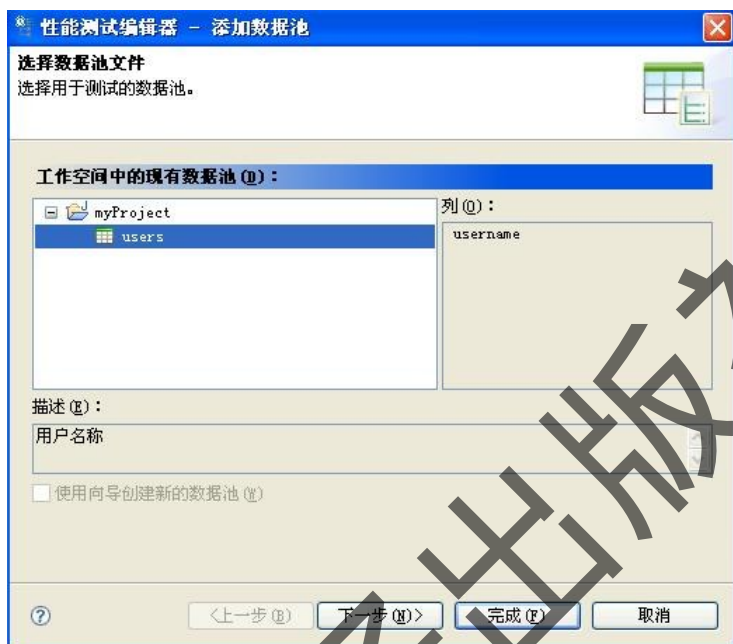 性能测试编辑器 - 添加数据池
选择数据池文件
选择用于测试的数据池。
工作空间中的现有数据池(D):
myProject
users
列(O):
username
描述(E):
用户名称
使用向导创建新的数据池(W)
<上一步(B)
下一步(N)>
完成(F)
取消
出版